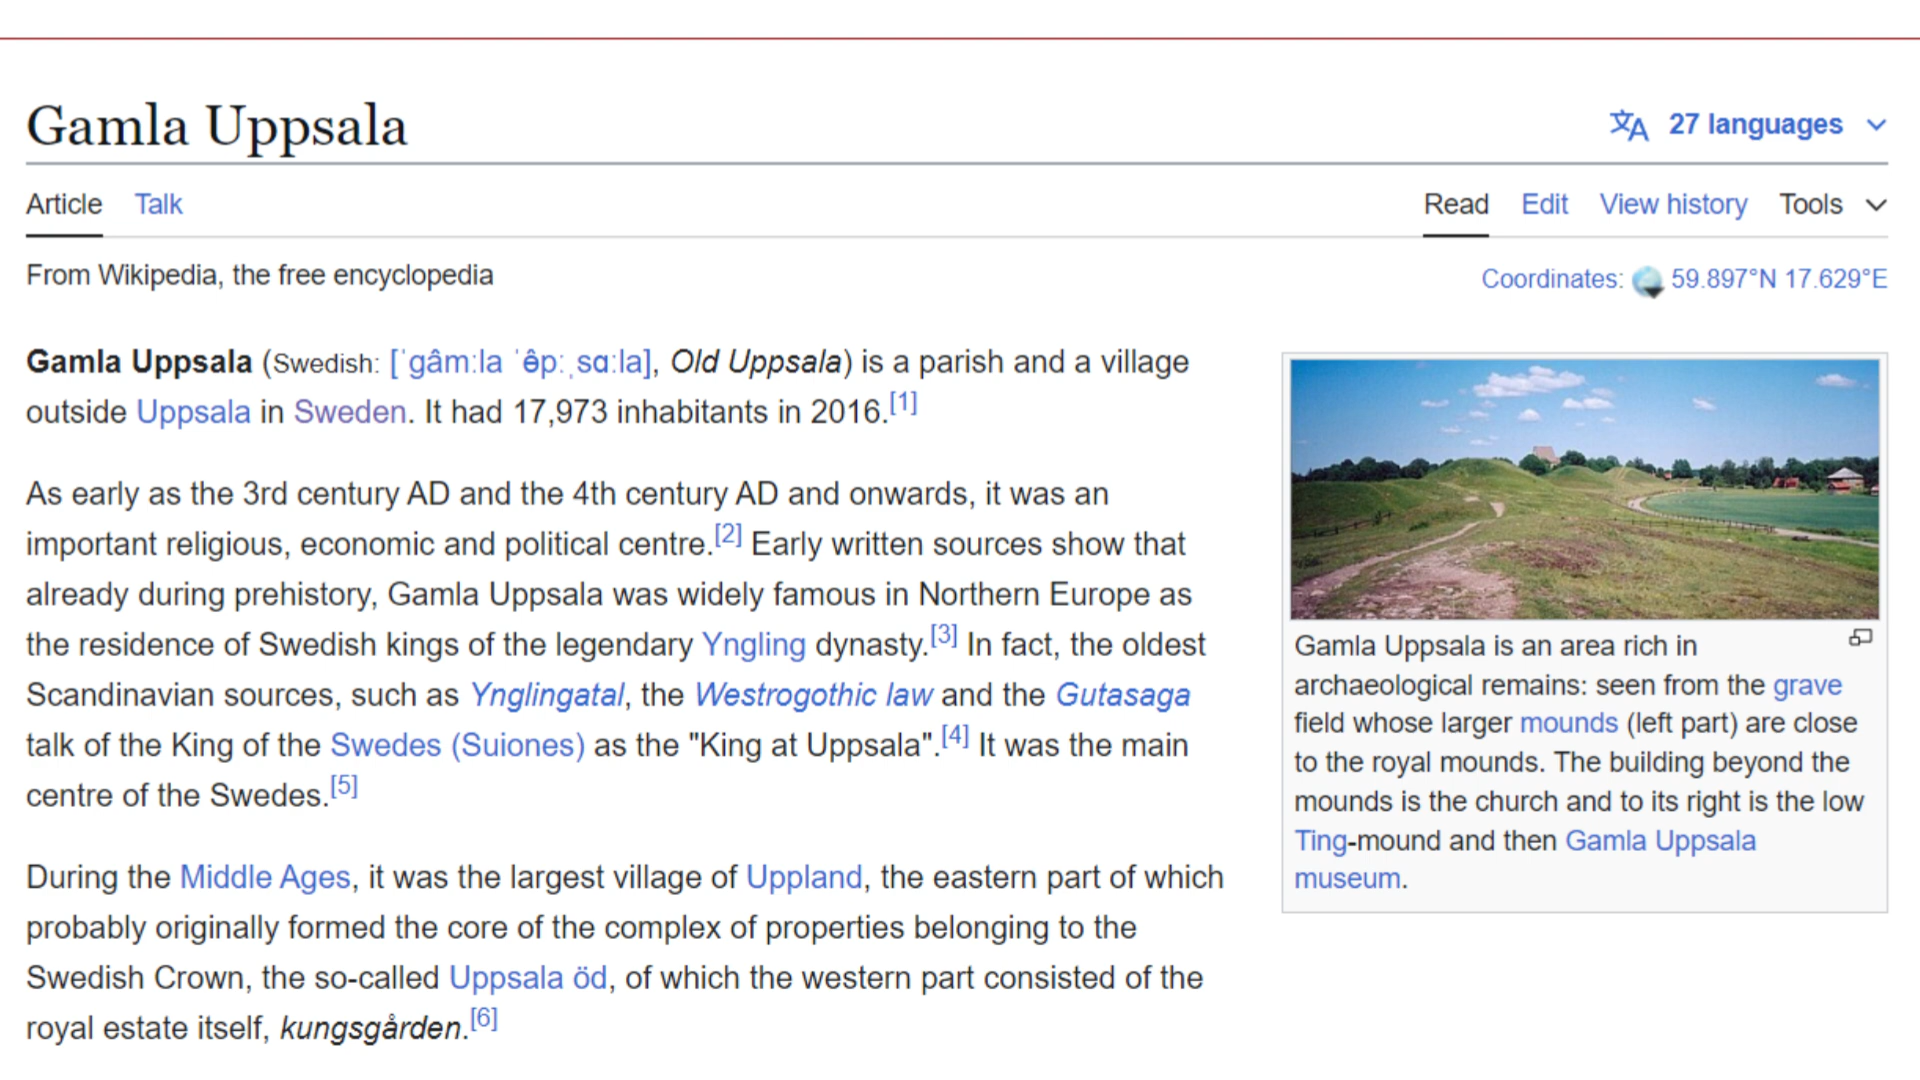 Gamla Uppsala
27 languages
Article Talk
Read Edit View history Tools
From Wikipedia, the free encyclopedia
Coordinates: 59.897°N 17.629°E
Gamla Uppsala (Swedish: [ˈɡâmːla ˈêpːˌsɑːla], Old Uppsala) is a parish and a village
outside Uppsala in Sweden. It had 17,973 inhabitants in 2016.[1]
As early as the 3rd century AD and the 4th century AD and onwards, it was an
important religious, economic and political centre.[2] Early written sources show that
already during prehistory, Gamla Uppsala was widely famous in Northern Europe as
the residence of Swedish kings of the legendary Yngling dynasty.[3] In fact, the oldest
Scandinavian sources, such as Ynglingatal, the Westrogothic law and the Gutasaga
talk of the King of the Swedes (Suiones) as the "King at Uppsala".[4] It was the main
centre of the Swedes.[5]
During the Middle Ages, it was the largest village of Uppland, the eastern part of which
probably originally formed the core of the complex of properties belonging to the
Swedish Crown, the so-called Uppsala öd, of which the western part consisted of the
royal estate itself, kungsgården.[6]
Gamla Uppsala is an area rich in
archaeological remains: seen from the grave
field whose larger mounds (left part) are close
to the royal mounds. The building beyond the
mounds is the church and to its right is the low
Ting-mound and then Gamla Uppsala
museum.